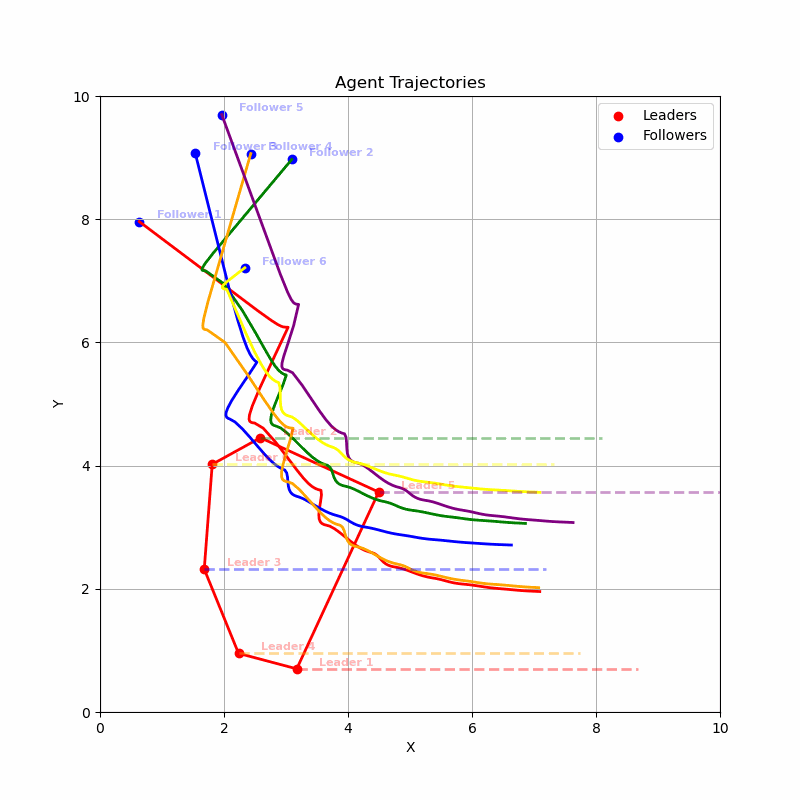 Agent Trajectories
Leaders
Followers
Follower 5
Follower 3
Follower 4
Follower 2
Follower 1
Follower 6
Leader 2
Leader
Leader 5
Leader 3
Leader 4
Leader 1
10
8
6
4
2
0
Y
0 2 4 6 8 10
X